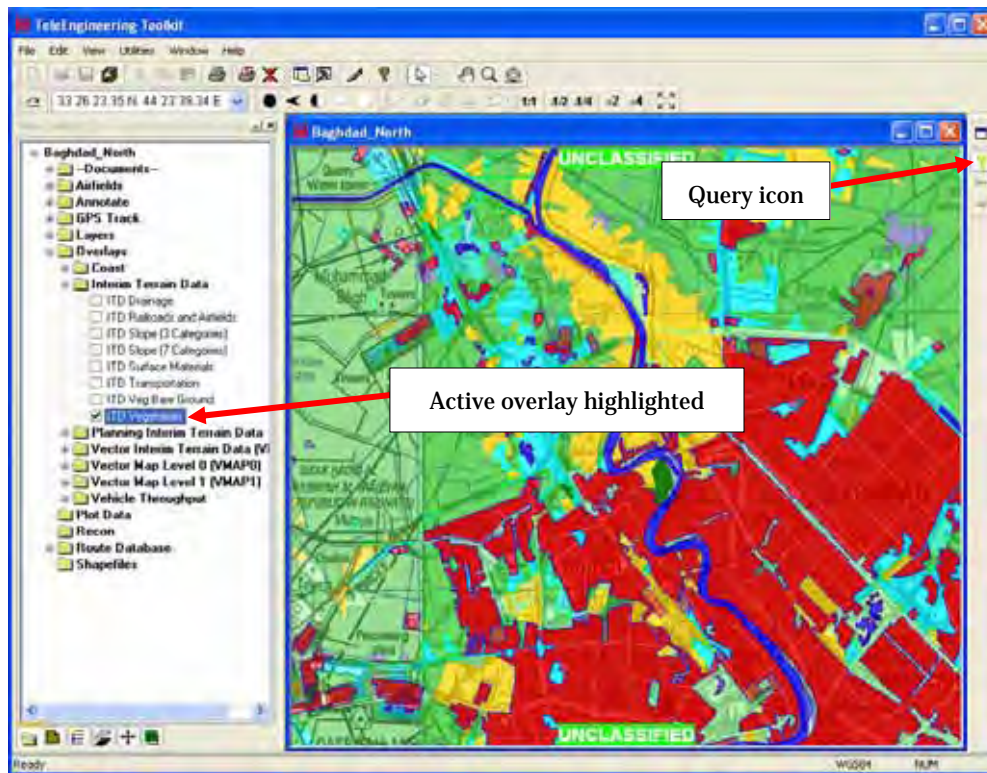 TeleEngineering Toolkit
File Edit View Utilities Window Help
33 26 23.35 N, 44 23 39.34 E
1:1 1/2 1/4 ×2 ×4
Baghdad_North
--Documents--
Airfields
Annotate
GPS Track
Layers
Overlaps
Coast
Interim Terrain Data
ITD Drainage
ITD Railroads and Airfields
ITD Slope (3 Categories)
ITD Slope (7 Categories)
ITD Surface Materials
ITD Transportation
ITD Veg Bare Ground
ITD Vegetation
Planning Interim Terrain Data
Vector Interim Terrain Data (VI
Vector Map Level 0 (VMAP0)
Vector Map Level 1 (VMAP1)
Vehicle Throughput
Plot Data
Recon
Route Database
Shapefiles
Baghdad_North
UNCLASSIFIED
Query icon
Active overlay highlighted
UNCLASSIFIED
Ready
WGS84 NUM